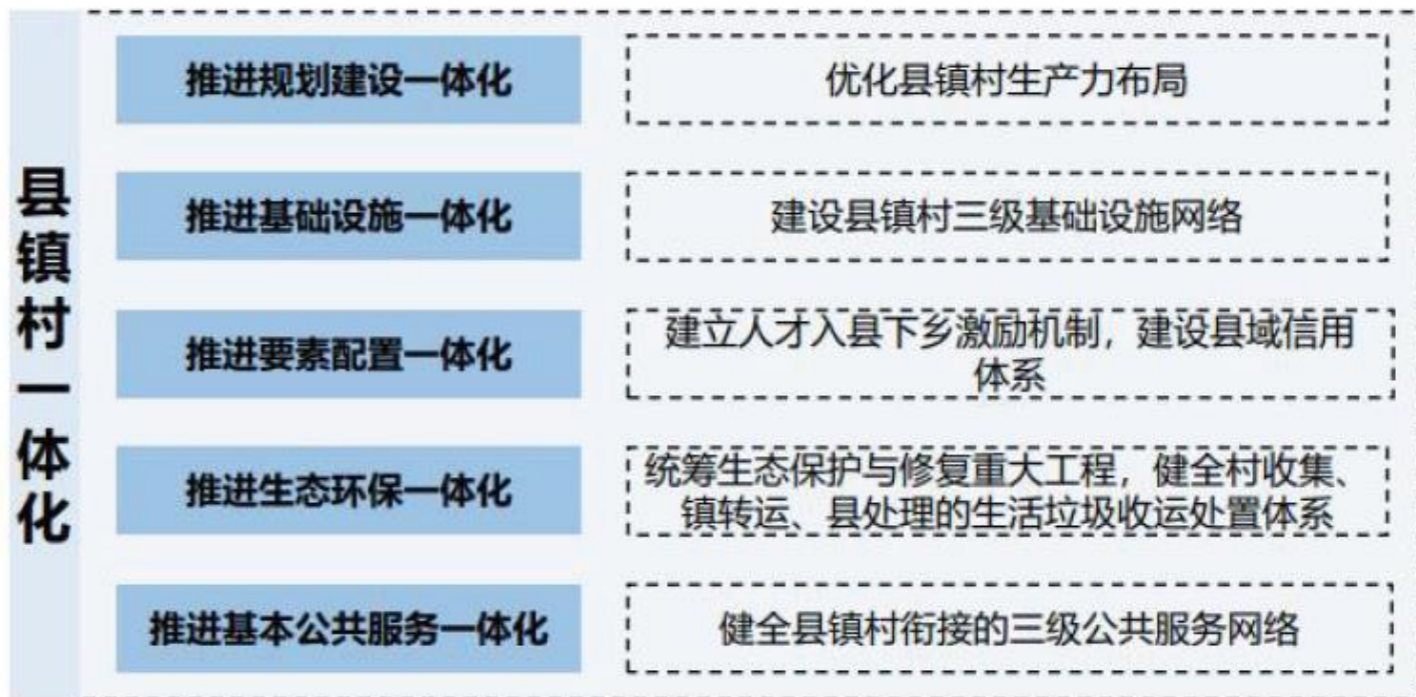 县镇村一体化
推进规划建设一体化
优化县镇村生产力布局
推进基础设施一体化
建设县镇村三级基础设施网络
推进要素配置一体化
建立人才入县下乡激励机制，建设县域信用
体系
推进生态环保一体化
统筹生态保护与修复重大工程，健全村收集、
镇转运、县处理的生活垃圾收运处置体系
推进基本公共服务一体化
健全县镇村衔接的三级公共服务网络